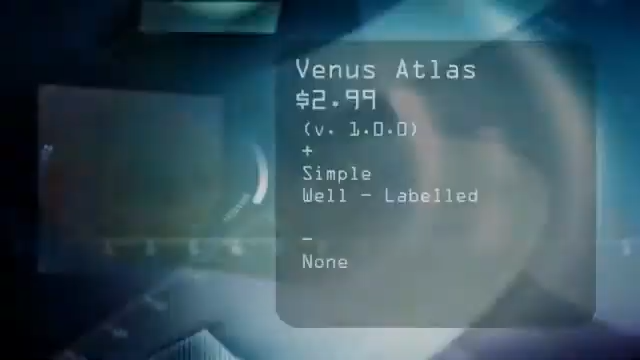 Venus Atlas
$2.99
(v. 1.0.0)
+
Simple
Well - Labelled
-
None